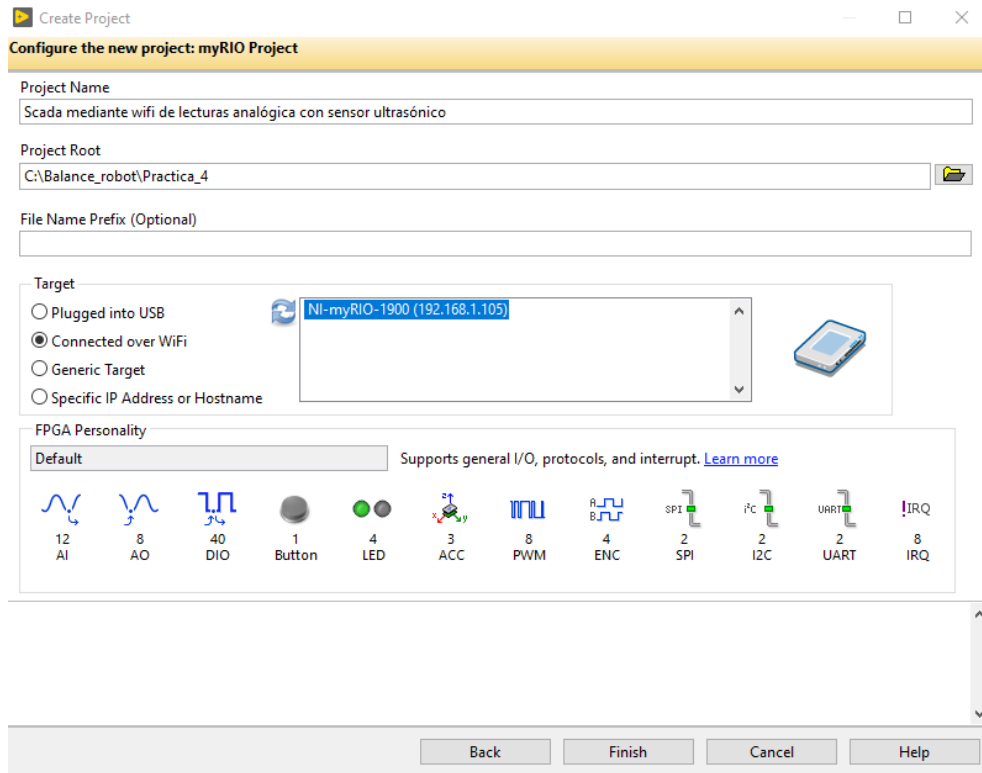 Create Project
Configure the new project: myRIO Project
Project Name
Scada mediante wifi de lecturas analógica con sensor ultrasónico
Project Root
C:\Balance_robot\Practica_4
File Name Prefix (Optional)
Target
Plugged into USB
NI-myRIO-1900 (192.168.1.105)
Connected over WiFi
Generic Target
Specific IP Address or Hostname
FPGA Personality
Default
Supports general I/O, protocols, and interrupt. Learn more
A B SPI I²C UART !IRQ
x y z
12 8 40 1 4 3 8 4 2 2 2 8
AI AO DIO Button LED ACC PWM ENC SPI I2C UART IRQ
Back Finish Cancel Help